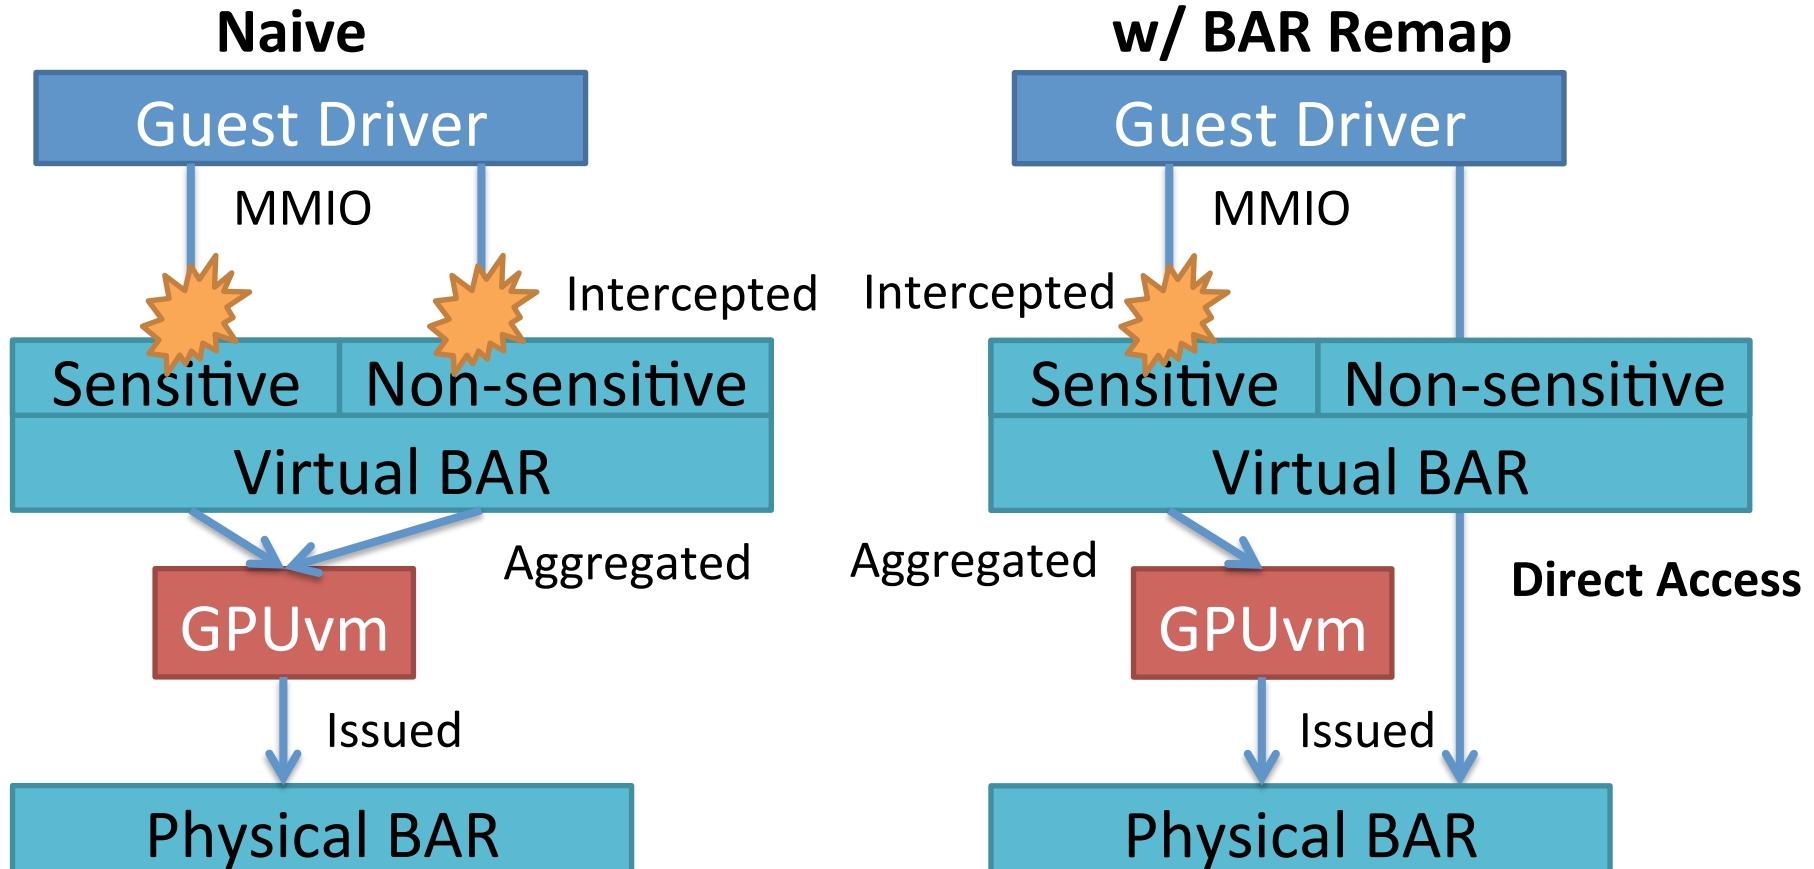 Naive
Guest Driver
MMIO
Intercepted
Sensitive
Non-sensitive
Virtual BAR
Aggregated
GPUvm
Issued
Physical BAR
w/ BAR Remap
Guest Driver
MMIO
Intercepted
Sensitive
Non-sensitive
Virtual BAR
Aggregated
Direct Access
GPUvm
Issued
Physical BAR